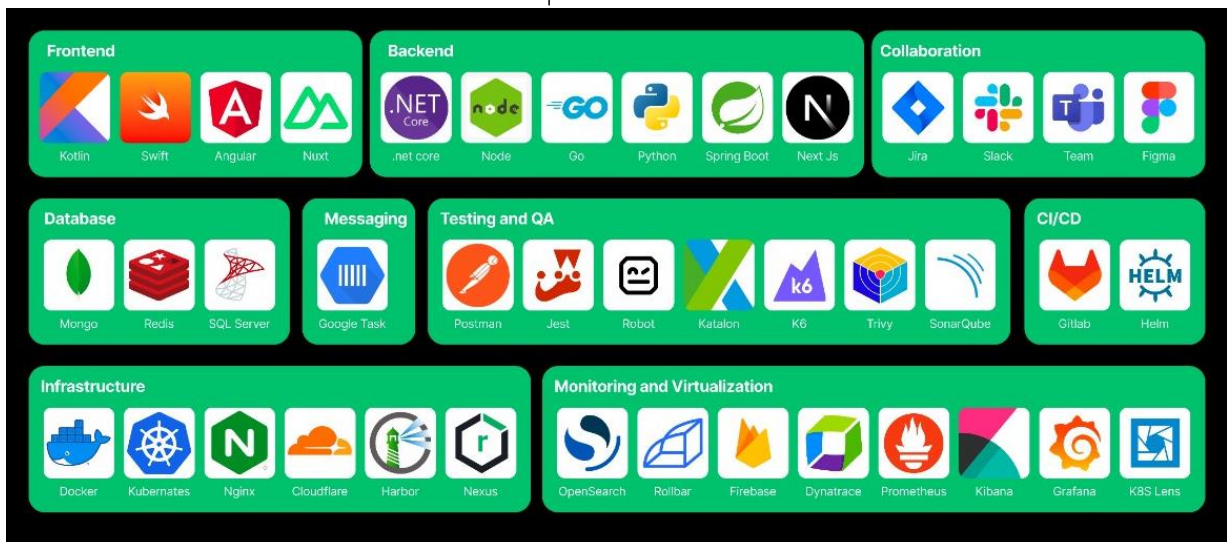 Frontend
Kotlin Swift Angular Nuxt
Backend
.NET
Core
node
GO
N
.net core Node Go Python Spring Boot Next Js
Collaboration
T
Jira Slack Team Figma
Database
Mongo Redis SQL Server
Messaging
Google Task
Testing and QA
k6
Postman Jest Robot Katalon K6 Trivy SonarQube
CI/CD
HELM
Gitlab Helm
Infrastructure
N
r
Docker Kubernates Nginx Cloudflare Harbor Nexus
Monitoring and Virtualization
OpenSearch Rollbar Firebase Dynatrace Prometheus Kibana Grafana K8S Lens